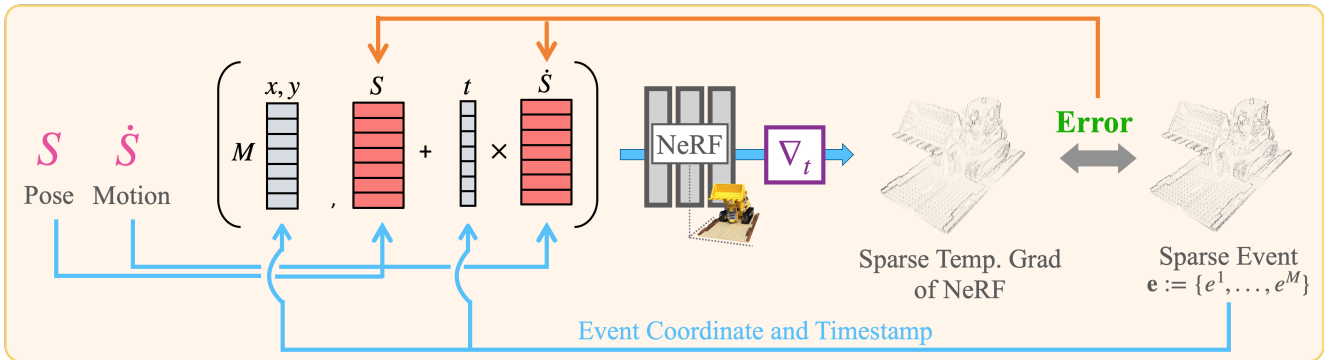 x, y
S
t
Ṡ
S
Ṡ
M
,
+
×
NeRF
∇t
Error
Pose
Motion
Sparse Temp. Grad
of NeRF
Sparse Event
e := {e¹, . . . , eᴹ}
Event Coordinate and Timestamp